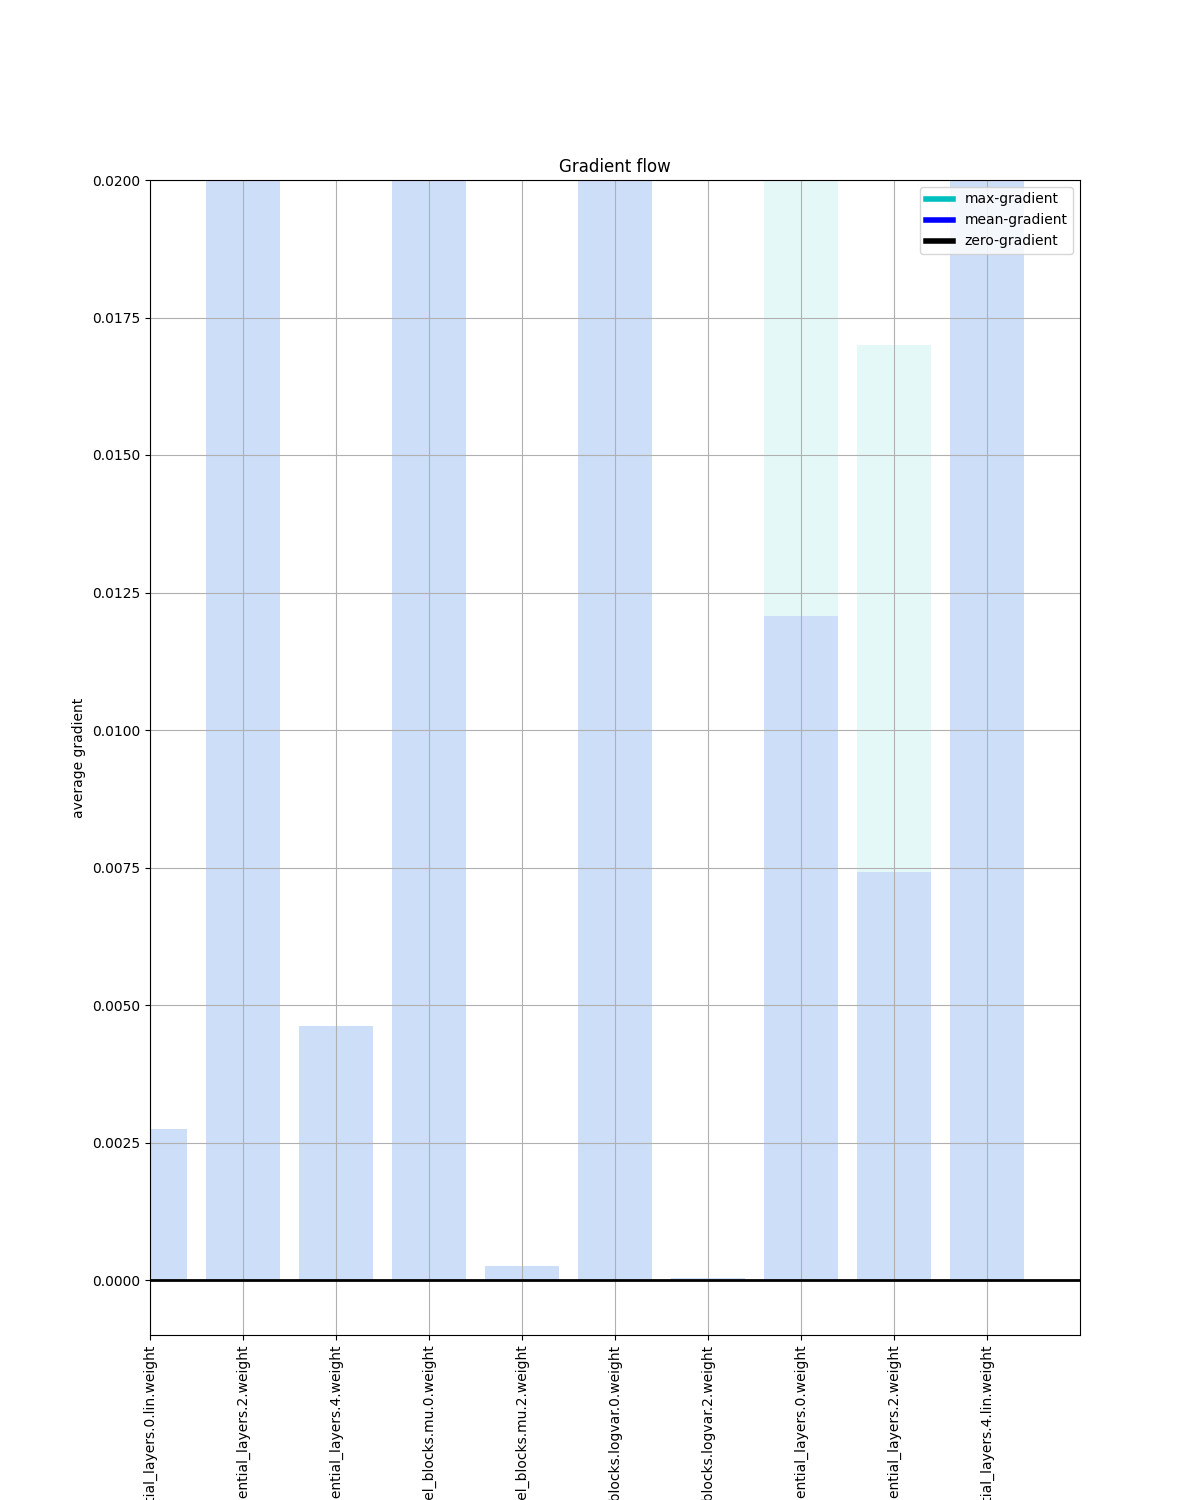 Gradient flow
max-gradient
mean-gradient
zero-gradient
0.0200
0.0175
0.0150
0.0125
0.0100
0.0075
0.0050
0.0025
0.0000
average gradient
tial_layers.0.lin.weight
ential_layers.2.weight
ential_layers.4.weight
el_blocks.mu.0.weight
el_blocks.mu.2.weight
blocks.logvar.0.weight
blocks.logvar.2.weight
ential_layers.0.weight
ential_layers.2.weight
tial_layers.4.lin.weight